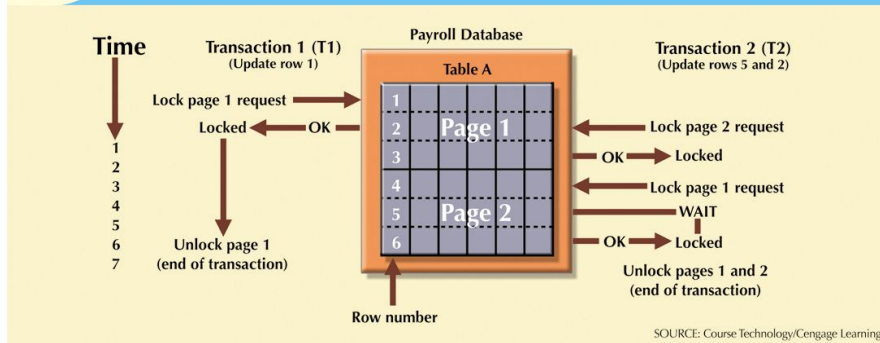 Payroll Database
Time
Transaction 1 (T1)
(Update row 1)
Table A
Transaction 2 (T2)
(Update rows 5 and 2)
Lock page 1 request
1
Locked
OK
2
Page 1
Lock page 2 request
3
OK
Locked
1
2
3
4
5
6
7
4
Lock page 1 request
5
Page 2
WAIT
6
OK
Locked
Unlock page 1
(end of transaction)
Unlock pages 1 and 2
(end of transaction)
Row number
SOURCE: Course Technology/Cengage Learning